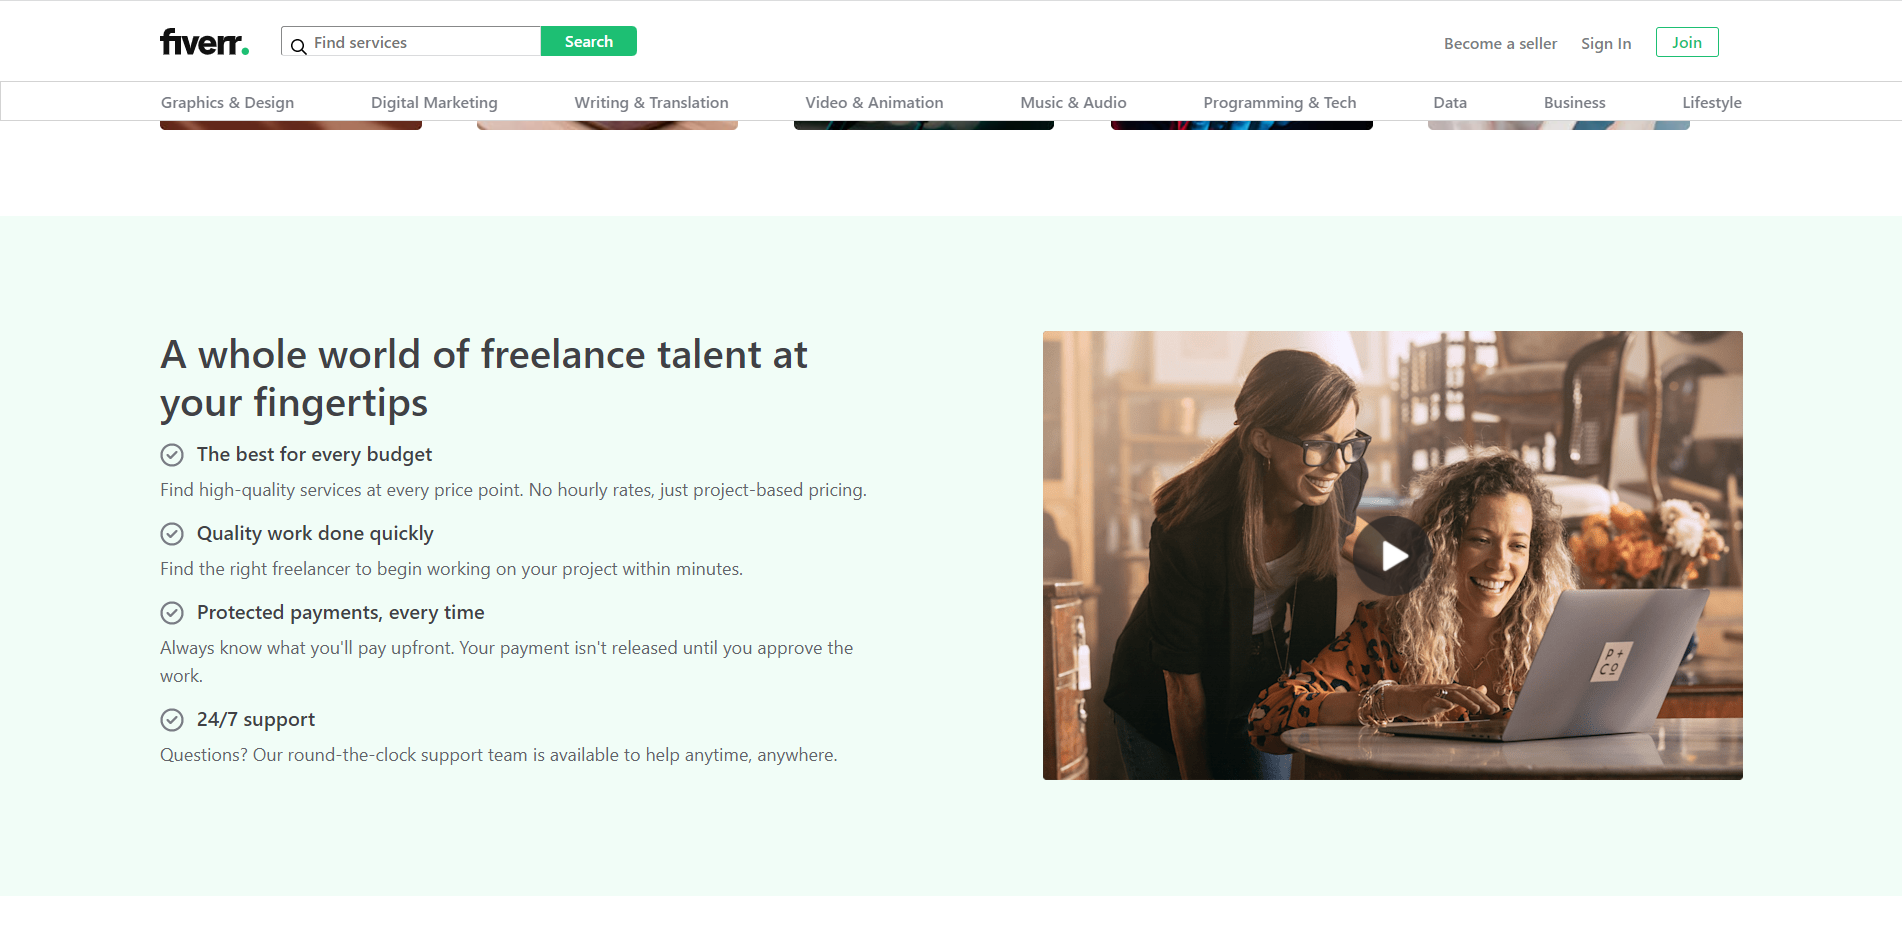 fiverr.
Find services
Search
Become a seller
Sign In
Join
Graphics & Design
Digital Marketing
Writing & Translation
Video & Animation
Music & Audio
Programming & Tech
Data
Business
Lifestyle
A whole world of freelance talent at
your fingertips
The best for every budget
Find high-quality services at every price point. No hourly rates, just project-based pricing.
Quality work done quickly
Find the right freelancer to begin working on your project within minutes.
Protected payments, every time
Always know what you'll pay upfront. Your payment isn't released until you approve the
work.
24/7 support
Questions? Our round-the-clock support team is available to help anytime, anywhere.
P +
Co